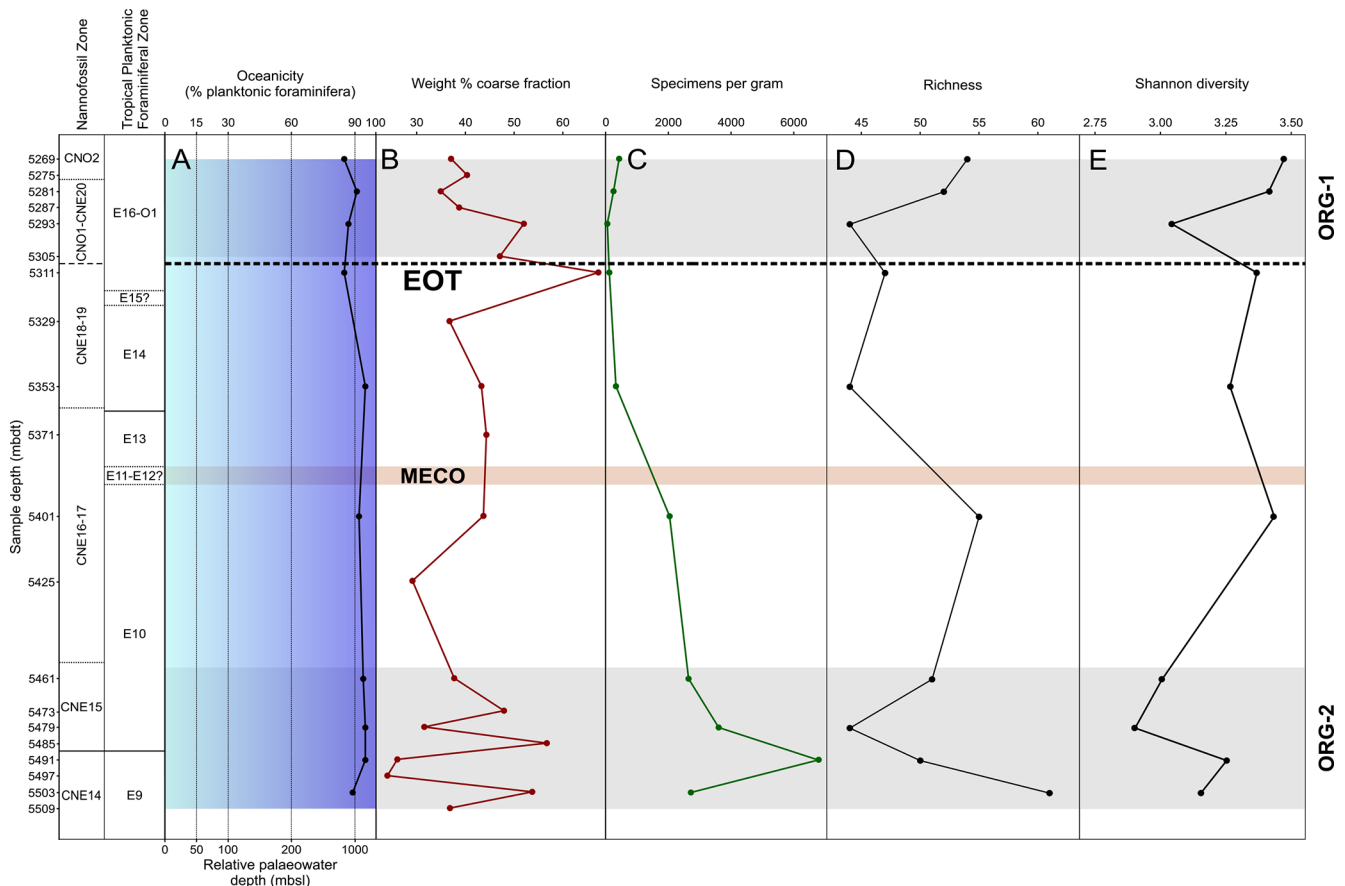 Nannofossil Zone
Tropical Planktonic
Foraminiferal Zone
Oceanicity
(% planktonic foraminifera)
Weight % coarse fraction
Specimens per gram
Richness
Shannon diversity
0 15 30 60 90 100
30 40 50 60
0 2000 4000 6000
45 50 55 60
2.75 3.00 3.25 3.50
A
B
C
D
E
Sample depth (mbdt)
5269
5275
5281
5287
5293
5305
5311
5329
5353
5371
5401
5425
5461
5473
5479
5485
5491
5497
5503
5509
CNO2
CNO1-CNE20
CNE18-19
CNE16-17
CNE15
CNE14
E16-O1
E15?
E14
E13
E11-E12?
E10
E9
EOT
MECO
ORG-1
ORG-2
0 50 100 200 1000
Relative palaeowater
depth (mbsl)